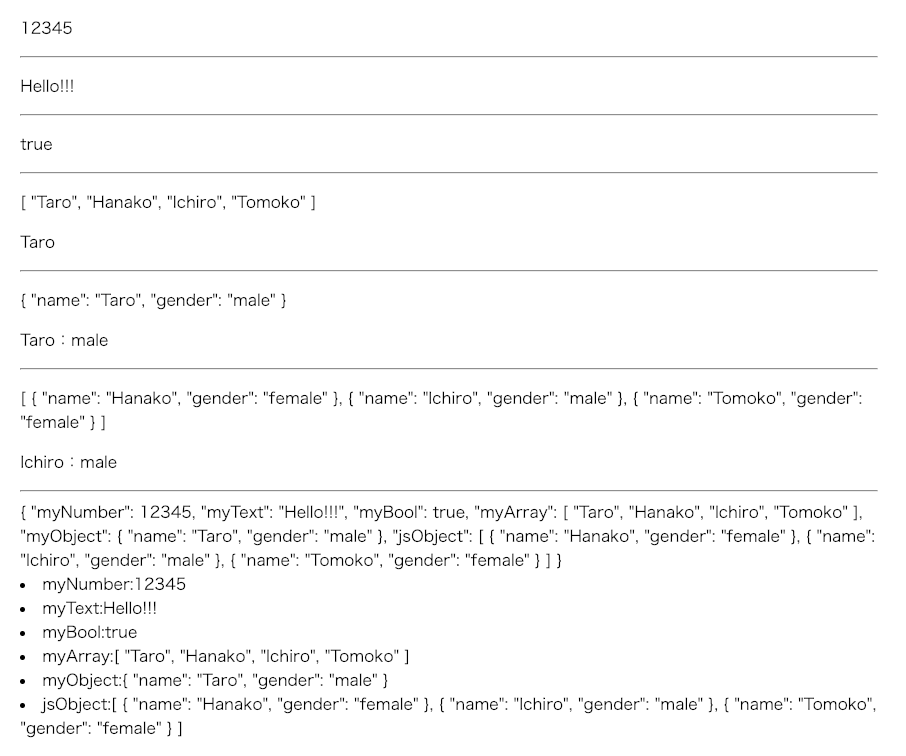 12345
Hello!!!
true
[ "Taro", "Hanako", "Ichiro", "Tomoko" ]
Taro
{ "name": "Taro", "gender": "male" }
Taro：male
[ { "name": "Hanako", "gender": "female" }, { "name": "Ichiro", "gender": "male" }, { "name": "Tomoko", "gender":
"female" } ]
Ichiro：male
{ "myNumber": 12345, "myText": "Hello!!!", "myBool": true, "myArray": [ "Taro", "Hanako", "Ichiro", "Tomoko" ],
"myObject": { "name": "Taro", "gender": "male" }, "jsObject": [ { "name": "Hanako", "gender": "female" }, { "name":
"Ichiro", "gender": "male" }, { "name": "Tomoko", "gender": "female" } ] }
• myNumber:12345
• myText:Hello!!!
• myBool:true
• myArray:[ "Taro", "Hanako", "Ichiro", "Tomoko" ]
• myObject:{ "name": "Taro", "gender": "male" }
• jsObject:[ { "name": "Hanako", "gender": "female" }, { "name": "Ichiro", "gender": "male" }, { "name": "Tomoko",
"gender": "female" } ]